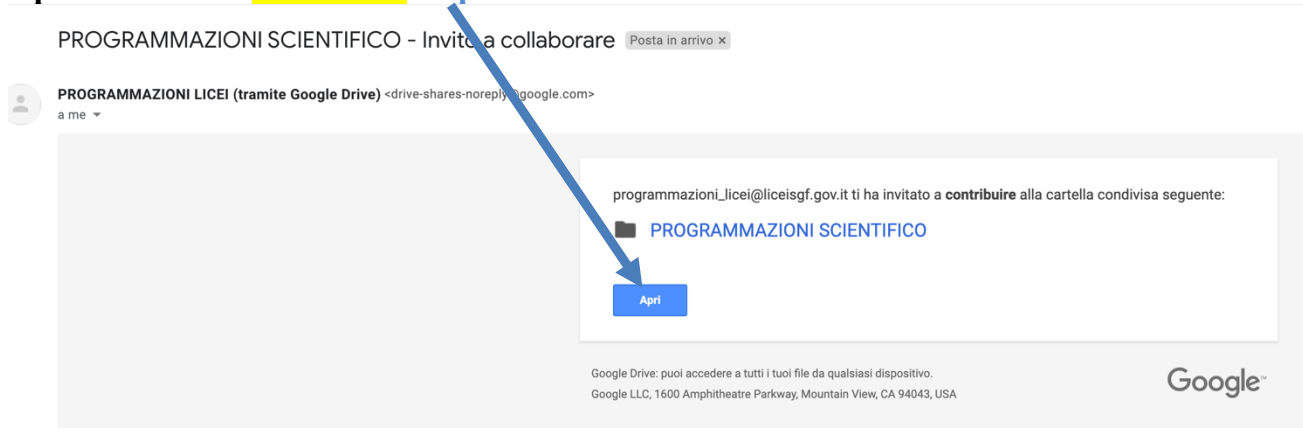 PROGRAMMAZIONI SCIENTIFICO - Invito a collaborare Posta in arrivo x
PROGRAMMAZIONI LICEI (tramite Google Drive) <drive-shares-noreply@google.com>
a me
programmazioni_licei@liceisgf.gov.it ti ha invitato a contribuire alla cartella condivisa seguente:
PROGRAMMAZIONI SCIENTIFICO
Apri
Google Drive: puoi accedere a tutti i tuoi file da qualsiasi dispositivo.
Google LLC, 1600 Amphitheatre Parkway, Mountain View, CA 94043, USA
Google™